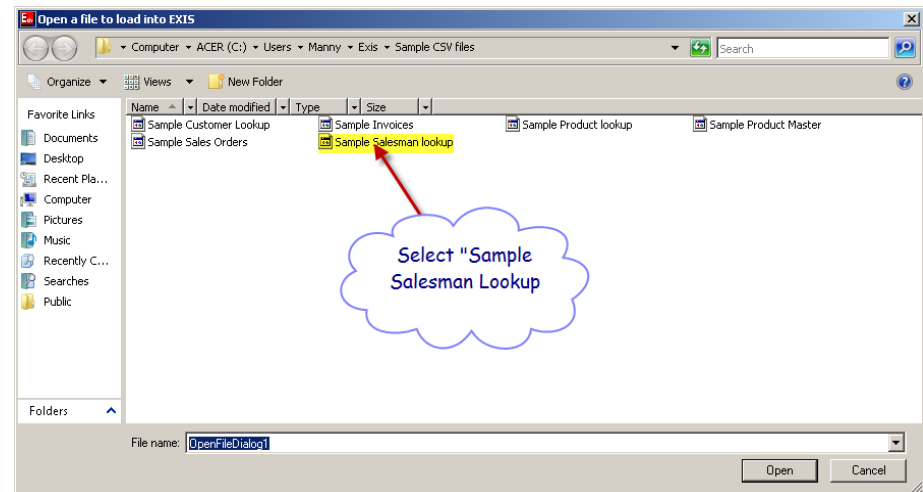 Open a file to load into EXIS
Computer Acer (C:) Users Manny Exis Sample CSV files
Search
Organize Views New Folder
Favorite Links
Name Date modified Type Size
Sample Customer Lookup Sample Invoices Sample Product lookup Sample Product Master
Sample Sales Orders Sample Salesman lookup
Documents
Desktop
Recent Pla...
Computer
Pictures
Music
Recently C...
Searches
Public
Select "Sample
Salesman Lookup
Folders
File name: OpenFileDialog1
Open Cancel